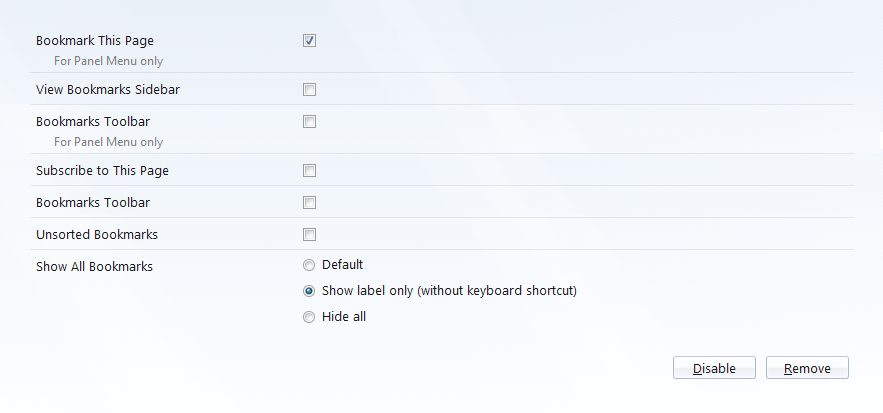 Bookmark This Page
For Panel Menu only
View Bookmarks Sidebar
Bookmarks Toolbar
For Panel Menu only
Subscribe to This Page
Bookmarks Toolbar
Unsorted Bookmarks
Show All Bookmarks
Default
Show label only (without keyboard shortcut)
Hide all
Disable Remove